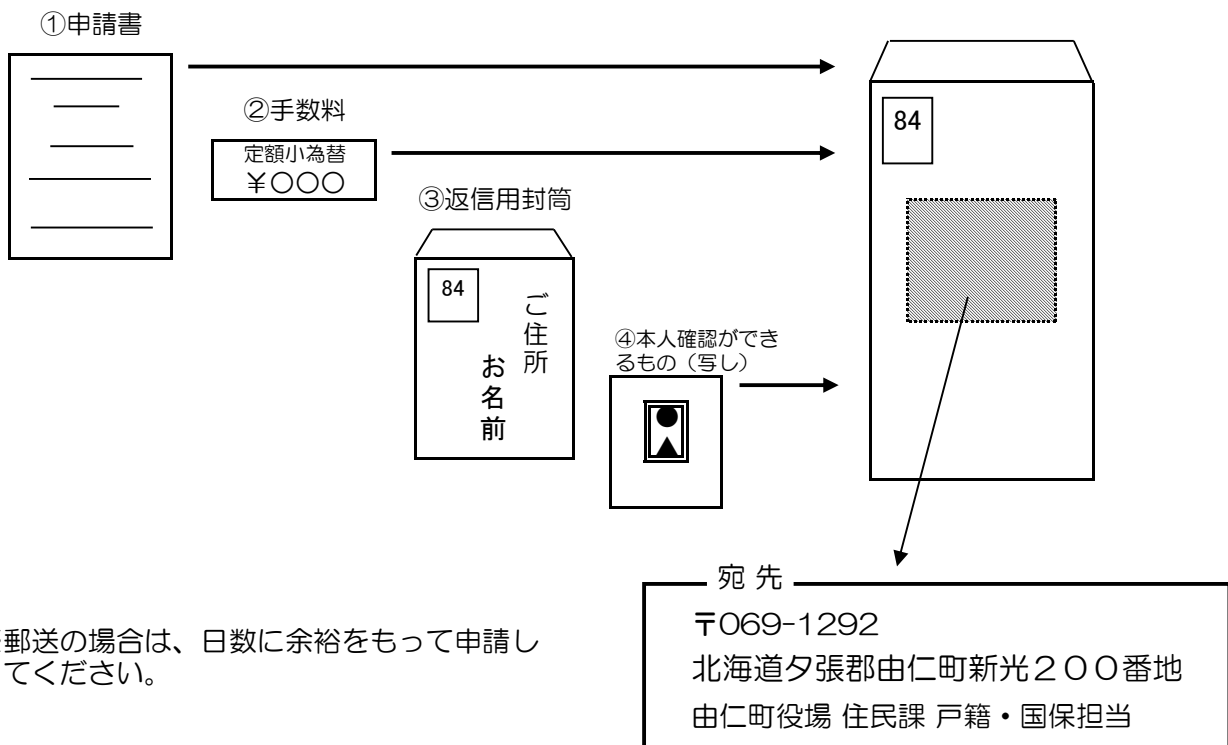 ①申請書
②手数料
定額小為替
￥○○○
③返信用封筒
84
ご住所
お名前
④本人確認ができ
るもの（写し）
84
宛 先
〒069-1292
北海道夕張郡由仁町新光２００番地
由仁町役場 住民課 戸籍・国保担当
郵送の場合は、日数に余裕をもって申請し
てください。